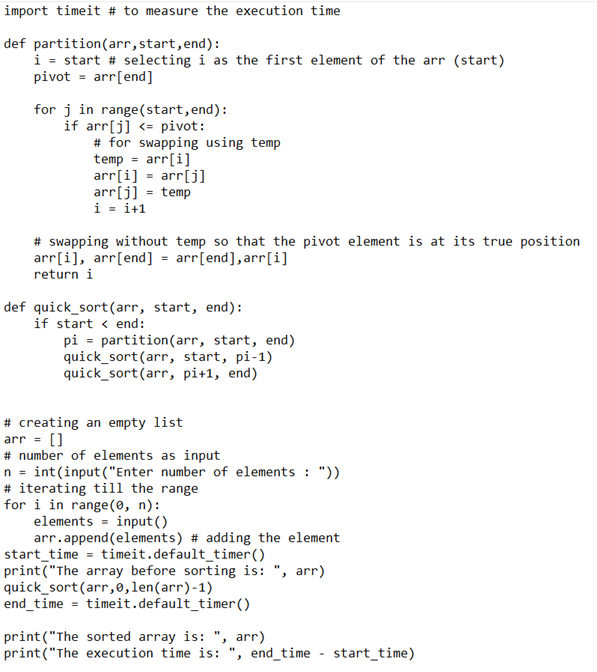 import timeit # to measure the execution time

def partition(arr,start,end):
    i = start # selecting i as the first element of the arr (start)
    pivot = arr[end]

    for j in range(start,end):
        if arr[j] <= pivot:
            # for swapping using temp
            temp = arr[i]
            arr[i] = arr[j]
            arr[j] = temp
            i = i+1

    # swapping without temp so that the pivot element is at its true position
    arr[i], arr[end] = arr[end],arr[i]
    return i

def quick_sort(arr, start, end):
    if start < end:
        pi = partition(arr, start, end)
        quick_sort(arr, start, pi-1)
        quick_sort(arr, pi+1, end)


# creating an empty list
arr = []
# number of elements as input
n = int(input("Enter number of elements : "))
# iterating till the range
for i in range(0, n):
    elements = input()
    arr.append(elements) # adding the element
start_time = timeit.default_timer()
print("The array before sorting is: ", arr)
quick_sort(arr,0,len(arr)-1)
end_time = timeit.default_timer()

print("The sorted array is: ", arr)
print("The execution time is: ", end_time - start_time)